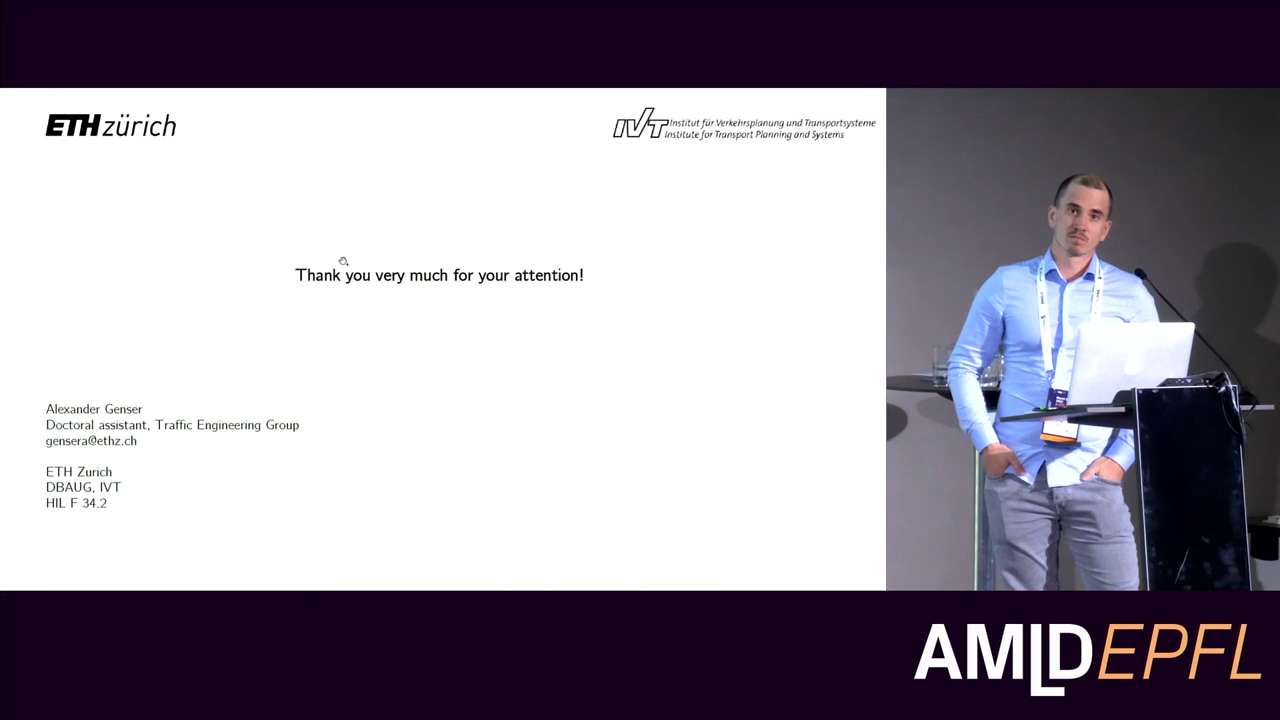 ETH zürich
IVT Institut für Verkehrsplanung und Transportsysteme
Institute for Transport Planning and Systems
Thank you very much for your attention!
Alexander Genser
Doctoral assistant, Traffic Engineering Group
gensera@ethz.ch
ETH Zurich
DBAUG, IVT
HIL F 34.2
AMLDEPFL